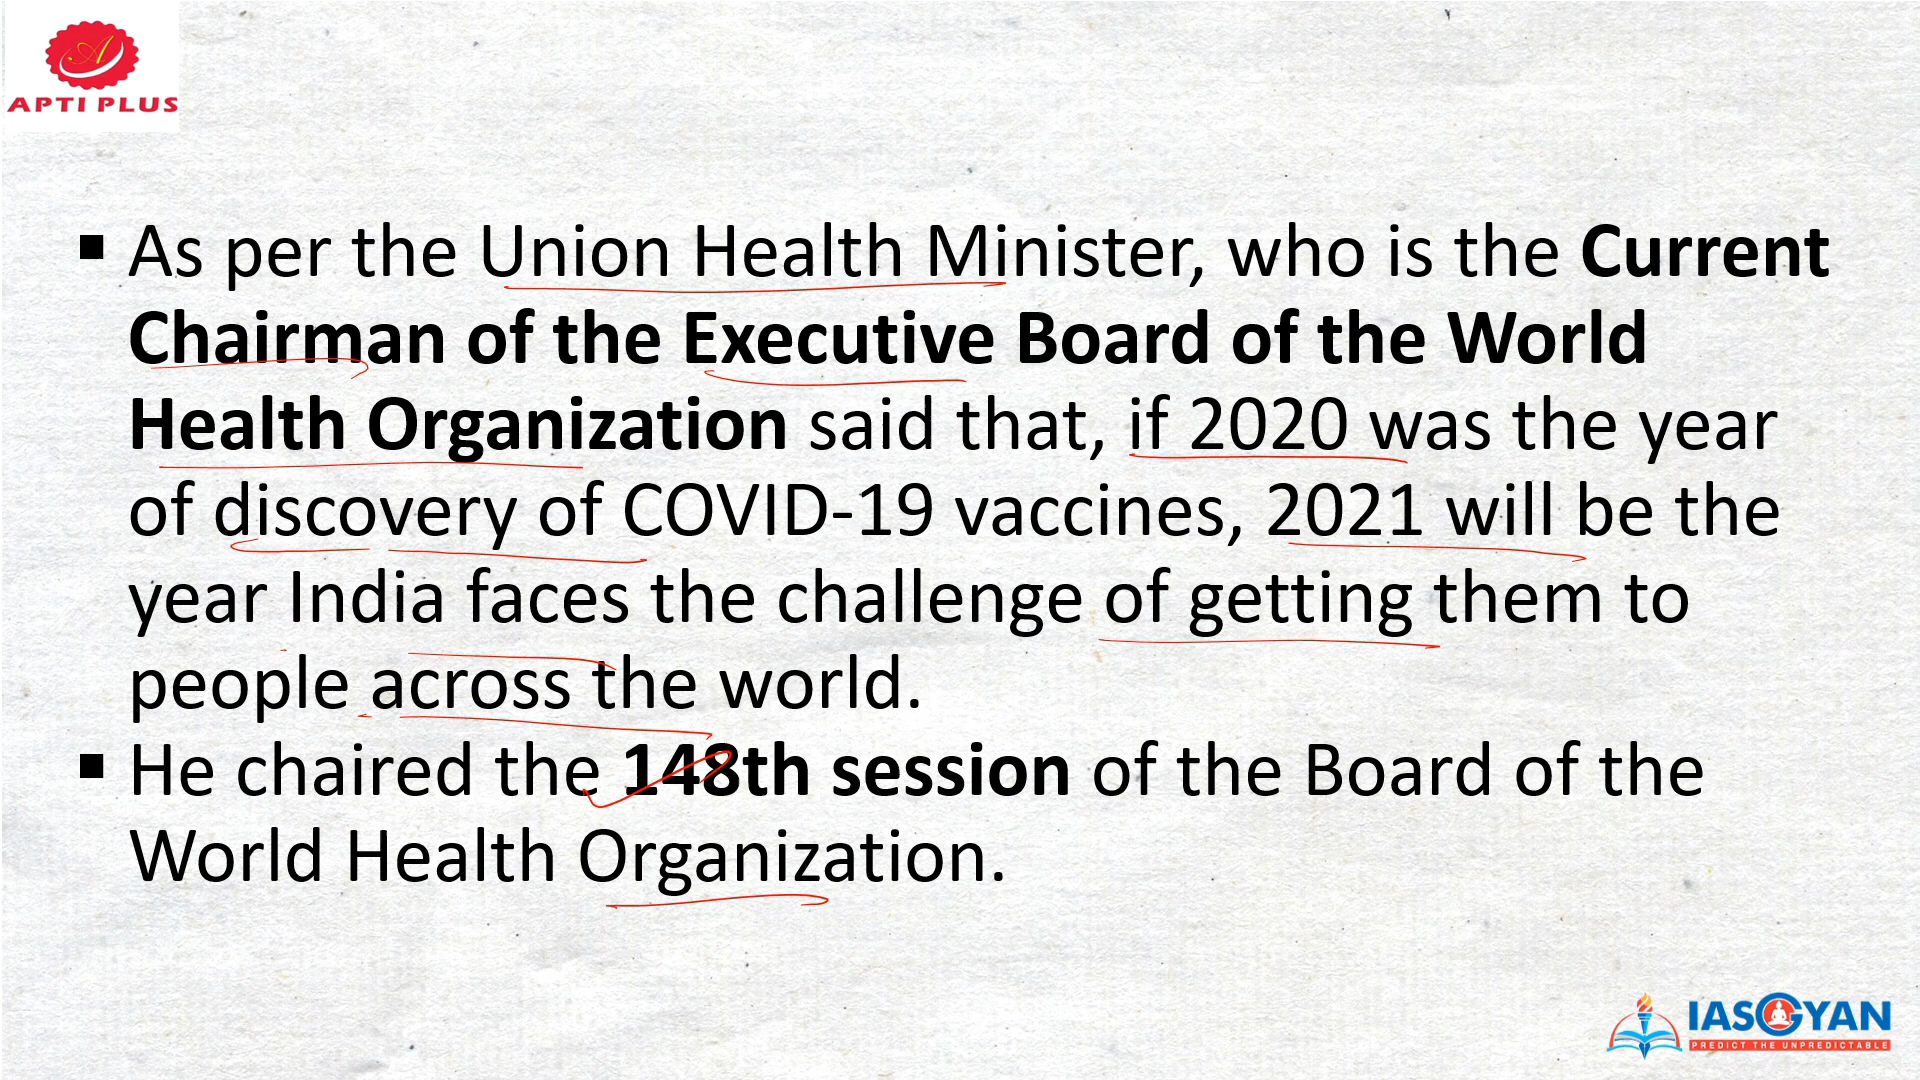 APTI PLUS
▪ As per the Union Health Minister, who is the Current
Chairman of the Executive Board of the World
Health Organization said that, if 2020 was the year
of discovery of COVID-19 vaccines, 2021 will be the
year India faces the challenge of getting them to
people across the world.
▪ He chaired the 148th session of the Board of the
World Health Organization.
IASGYAN
PREDICT THE UNPREDICTABLE